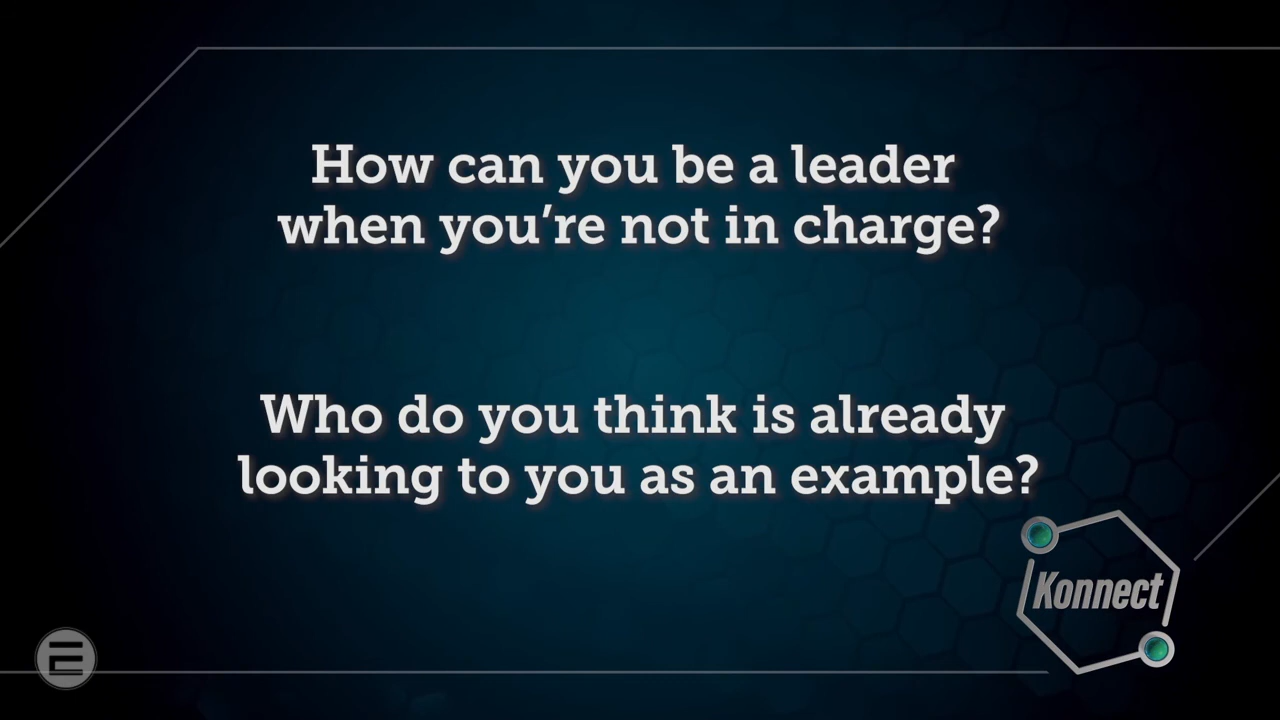 How can you be a leader
when you’re not in charge?
Who do you think is already
looking to you as an example?
Konnect